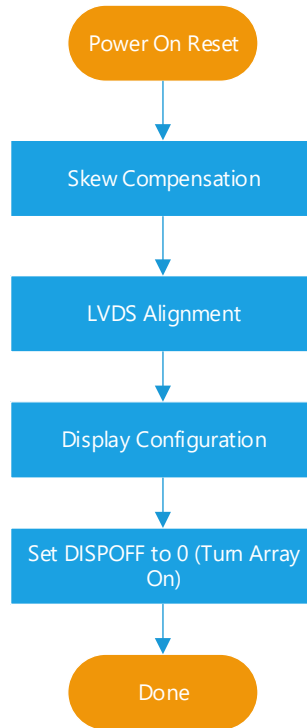 Power On Reset
Skew Compensation
LVDS Alignment
Display Configuration
Set DISPOFF to 0 (Turn Array
On)
Done